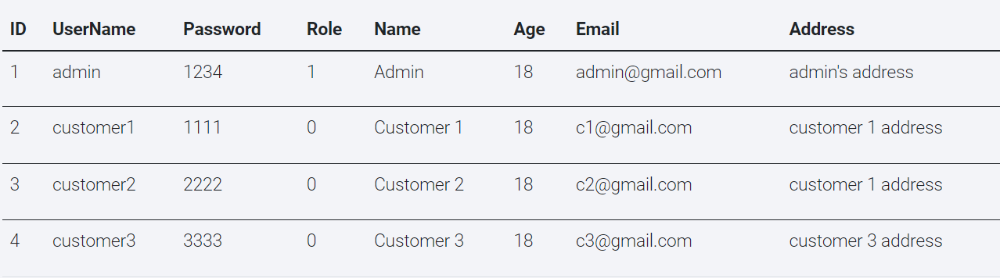 ID UserName Password Role Name Age Email Address
1 admin 1234 1 Admin 18 admin@gmail.com admin's address
2 customer1 1111 0 Customer 1 18 c1@gmail.com customer 1 address
3 customer2 2222 0 Customer 2 18 c2@gmail.com customer 1 address
4 customer3 3333 0 Customer 3 18 c3@gmail.com customer 3 address